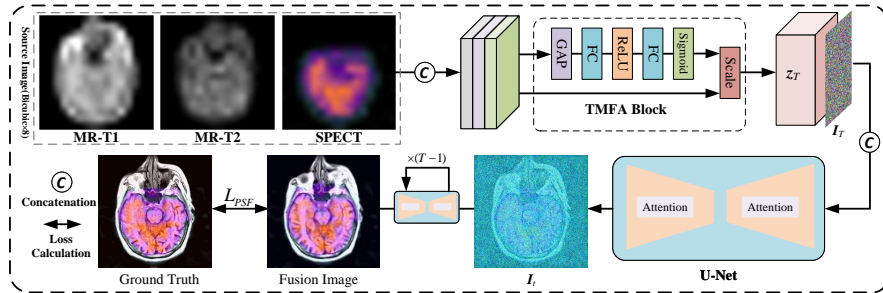 Source Image(Bicubic×8)
MR-T1
MR-T2
SPECT
C
GAP
FC
ReLU
FC
Sigmoid
Scale
TMFA Block
z_T
I_T
C
C
Concatenation
Loss
Calculation
Ground Truth
L_PSF
Fusion Image
×(T−1)
I_t
Attention
Attention
U-Net